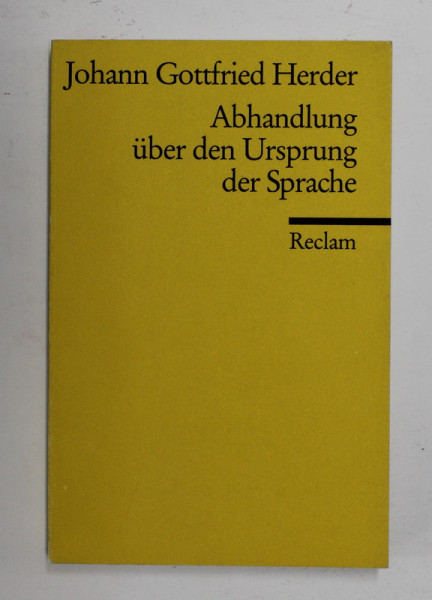 Johann Gottfried Herder
Abhandlung
über den Ursprung
der Sprache
Reclam